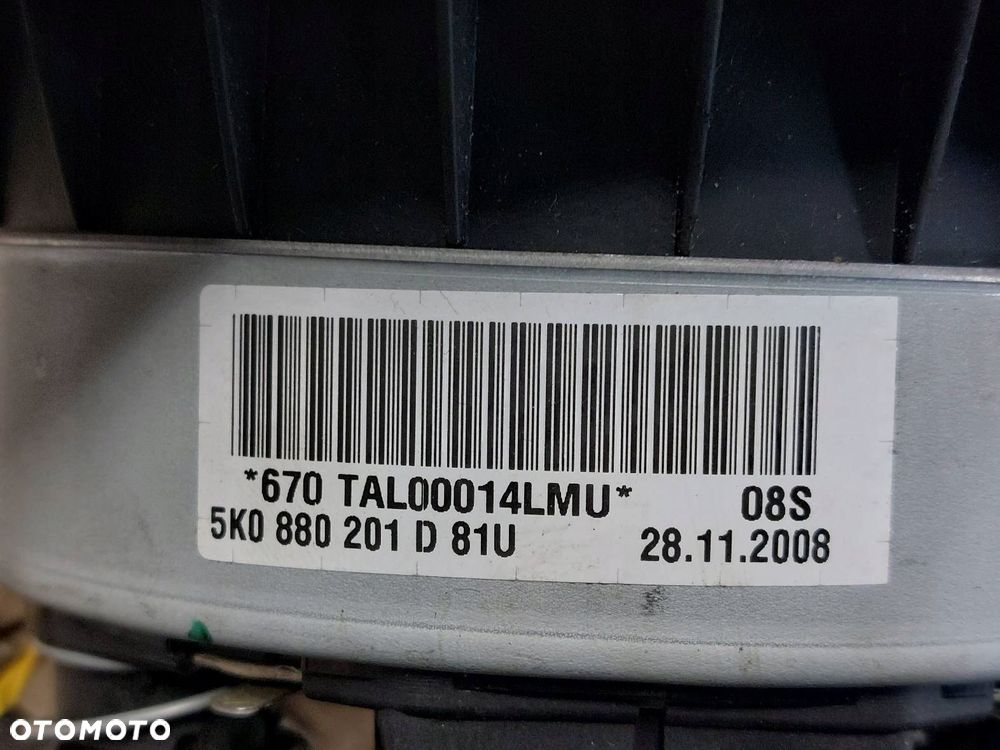 *670 TAL00014LMU* 08S
5K0 880 201 D 81U 28.11.2008
OTOMOTO